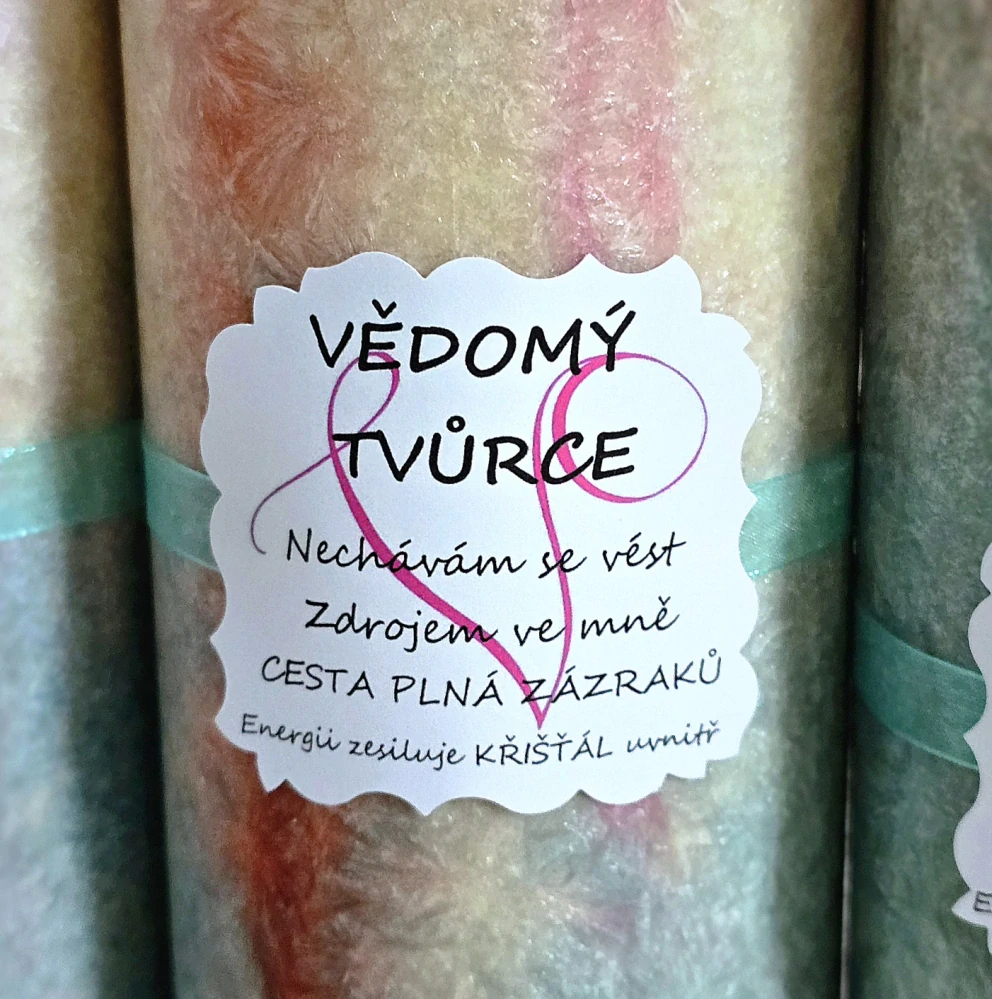 VĚDOMÝ
TVŮRCE
Nechávám se vést
Zdrojem ve mně
CESTA PLNÁ ZÁZRAKŮ
Energii zesiluje KŘIŠŤÁL uvnitř
E